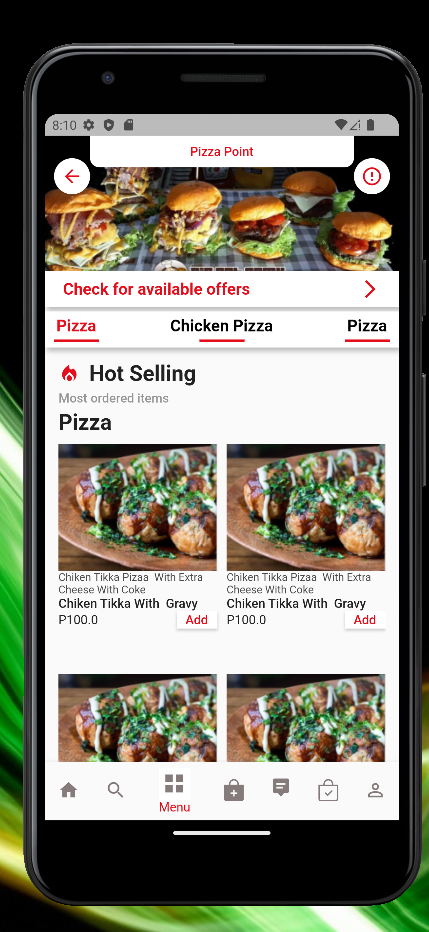 8:10
Pizza Point
Check for available offers
Pizza Chicken Pizza Pizza
Hot Selling
Most ordered items
Pizza
Chiken Tikka Pizaa With Extra
Cheese With Coke
Chiken Tikka With Gravy
P100.0 Add
Chiken Tikka Pizaa With Extra
Cheese With Coke
Chiken Tikka With Gravy
P100.0 Add
Menu